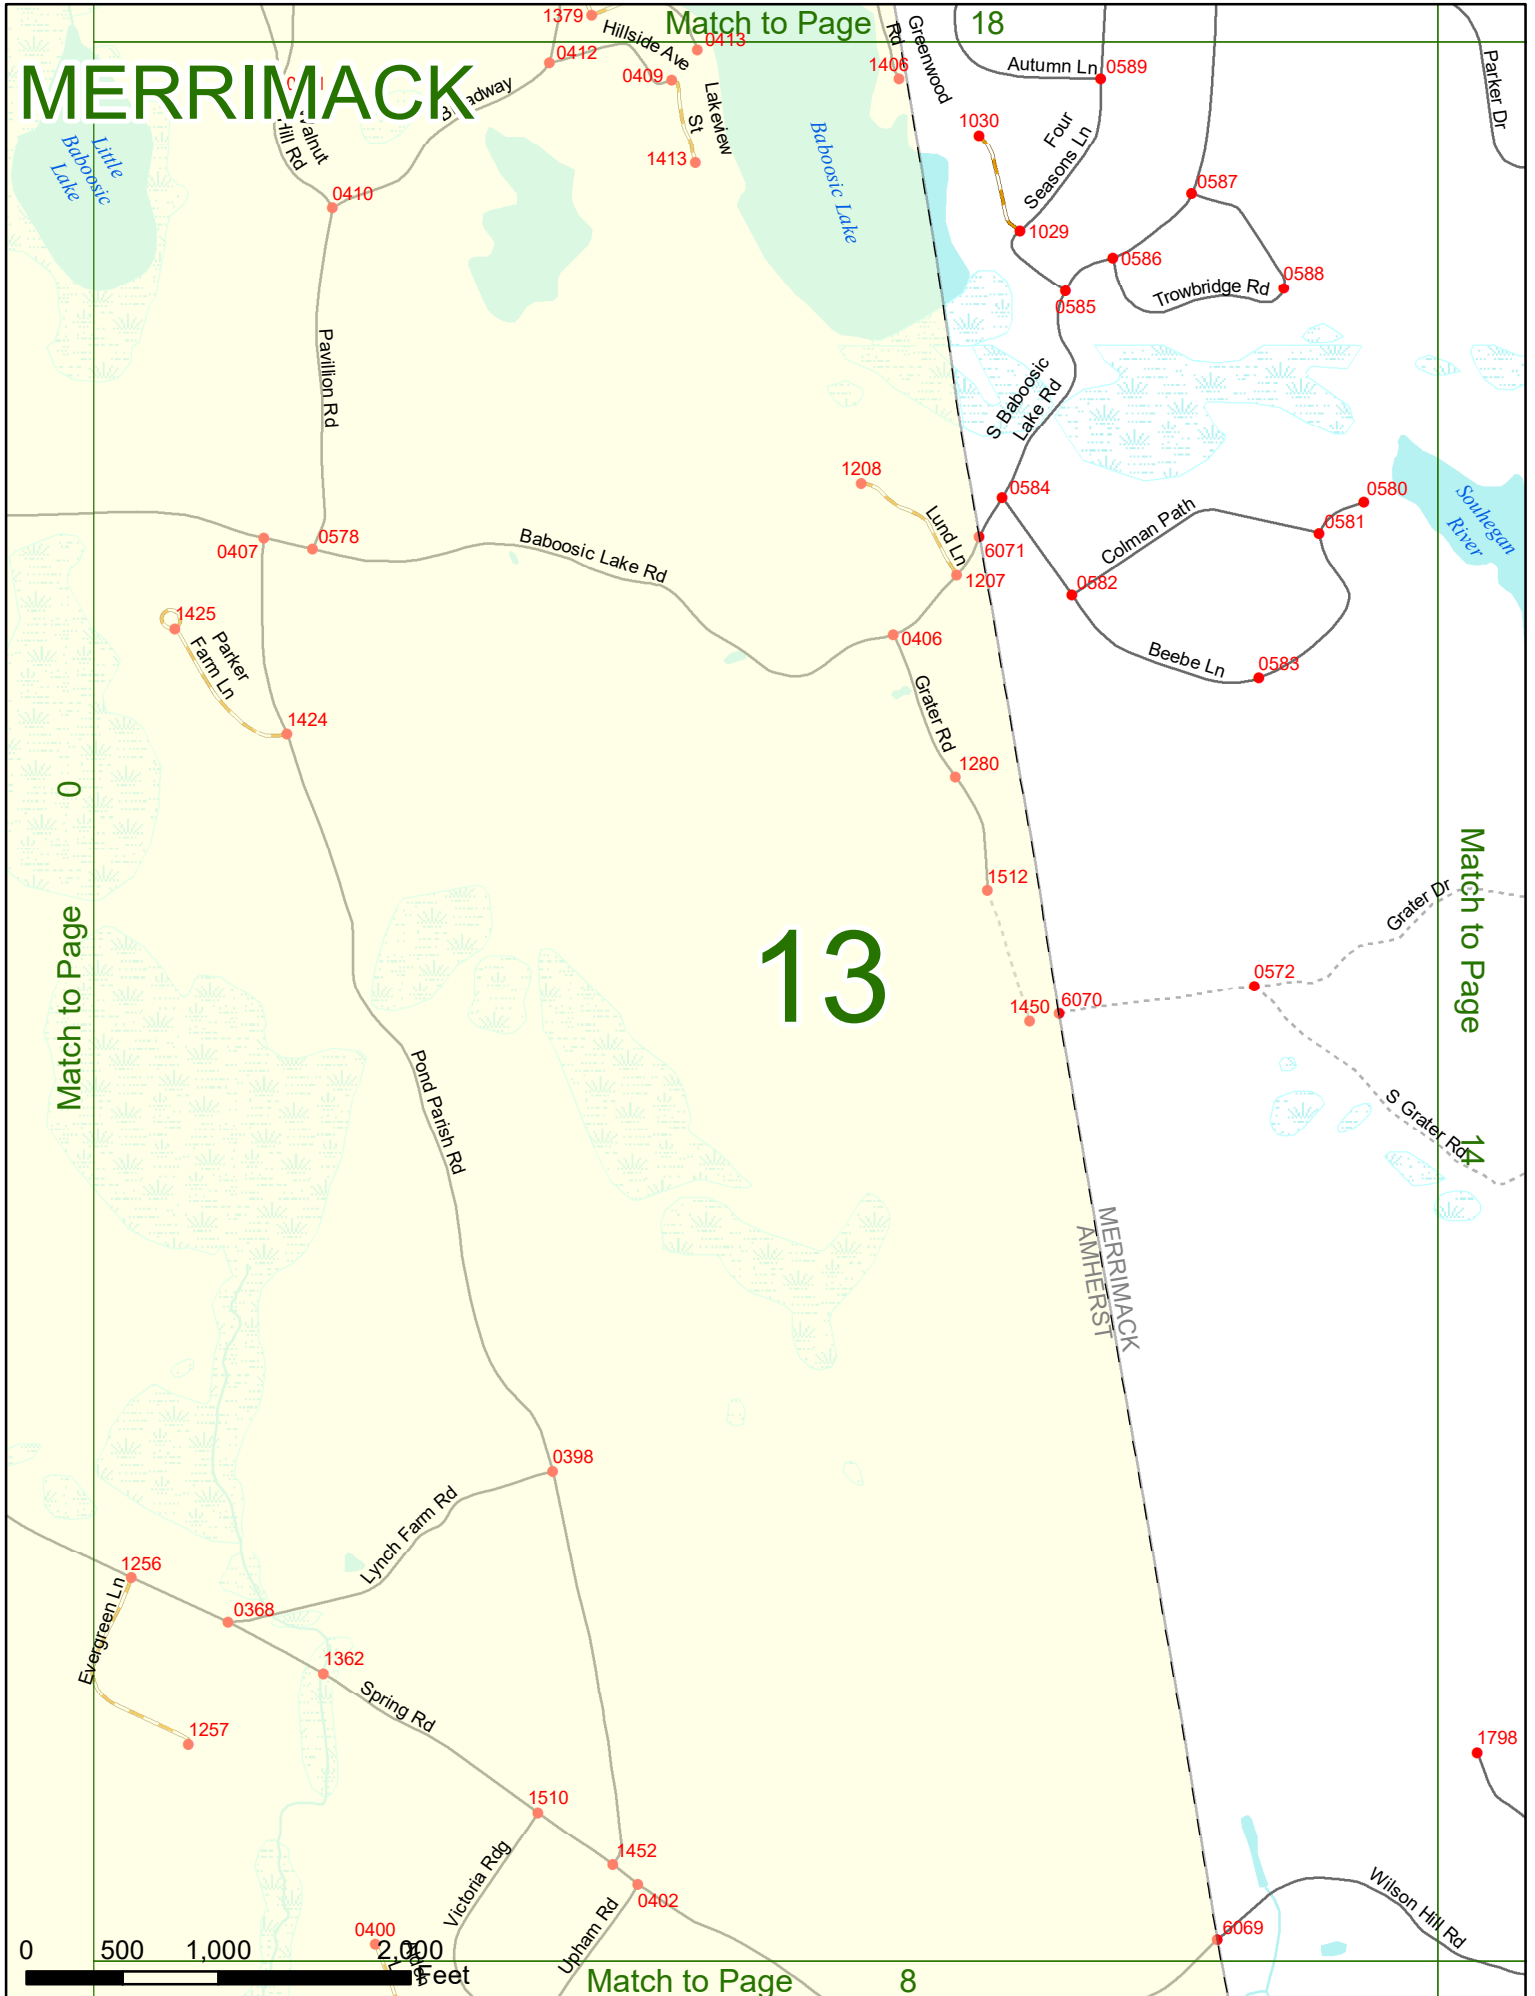 Match to Page 18
MERRIMACK
1379
Hillside Ave
0413
0412
0409
Broadway
Lakeview
St
1413
Walnut
Hill Rd
0410
Little
Baboosic
Lake
Baboosic Lake
Rd
1406
Greenwood
Autumn Ln
0589
Parker Dr
1030
Four
Seasons Ln
1029
0587
0586
0588
0585
Trowbridge Rd
Pavillion Rd
S Baboosic
Lake Rd
1208
0584
Lund Ln
6071
1207
Colman Path
0580
0581
Souhegan
River
0407
0578
Baboosic Lake Rd
0582
0406
Beebe Ln
0583
1425
Parker
Farm Ln
1424
Grater Rd
1280
1512
Match to Page 0
13
Grater Dr
Match to Page 14
0572
1450
6070
S Grater Rd
Pond Parish Rd
MERRIMACK
AMHERST
0398
Lynch Farm Rd
1256
Evergreen Ln
0368
1362
Spring Rd
1257
1798
1510
Victoria Rdg
1452
0402
Upham Rd
Wilson Hill Rd
6069
0400
0 500 1,000 2,000
Feet
Match to Page 8